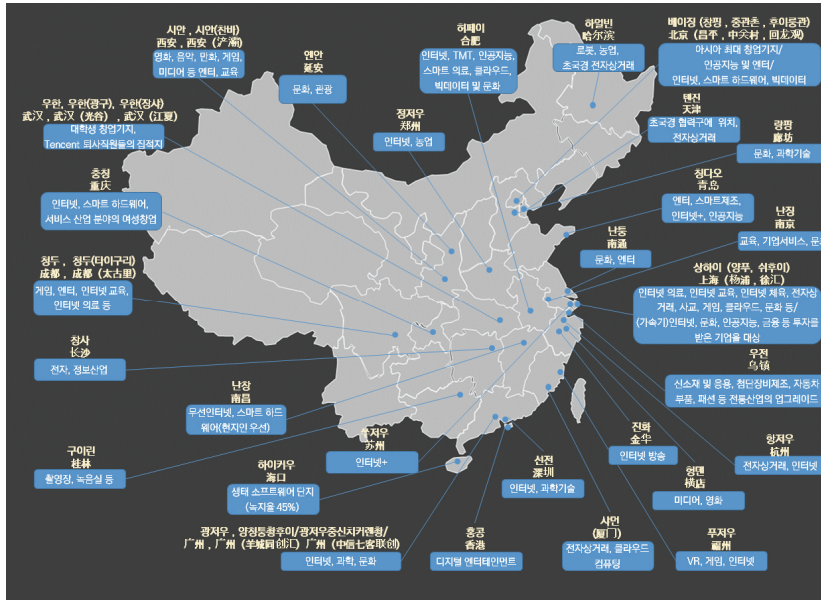 시안, 시안(찬바)
西安, 西安 (浐灞)
영화, 음악, 만화, 게임,
미디어 등 엔터, 교육
옌안
延安
문화, 관광
허페이
合肥
인터넷, TMT, 인공지능,
스마트 의료, 클라우드,
빅데이터 및 문화
하얼빈
哈尔滨
로봇, 농업,
초국경 전자상거래
베이징 (창핑, 중관촌, 후이룽관)
北京 (昌平, 中关村, 回龙观)
아시아 최대 창업기지/
인공지능 및 엔터/
인터넷, 스마트 하드웨어, 빅데이터
우한, 우한(광구), 우한(장샤)
武汉, 武汉 (光谷) , 武汉 (江夏)
대학생 창업기지,
Tencent 퇴사직원들의 집적지
정저우
郑州
인터넷, 농업
톈진
天津
초국경 협력구에 위치,
전자상거래
랑팡
廊坊
문화, 과학기술
충칭
重庆
인터넷, 스마트 하드웨어,
서비스 산업 분야의 여성창업
칭다오
青岛
엔터, 스마트제조,
인터넷+, 인공지능
난징
南京
교육, 기업서비스, 문
난퉁
南通
문화, 엔터
청두 , 청두(타이구리)
成都 , 成都 (太古里)
게임, 엔터, 인터넷 교육,
인터넷 의료 등
상하이 (양푸, 쉬후이)
上海 (杨浦, 徐汇)
인터넷 의료, 인터넷 교육, 인터넷 체육, 전자상
거래, 사교, 게임, 클라우드, 문화 등/
(가속기)인터넷, 문화, 인공지능, 금융 등 투자를
받은 기업을 대상
창사
长沙
전자, 정보산업
우전
乌镇
신소재 및 응용, 첨단장비제조, 자동차
부품, 패션 등 전통산업의 업그레이드
난창
南昌
무선인터넷, 스마트 하드
웨어(현지인 우선)
쑤저우
苏州
인터넷+
진화
金华
인터넷 방송
항저우
杭州
전자상거래, 인터넷
구이린
桂林
촬영장, 녹음실 등
하이커우
海口
생태 소프트웨어 단지
(녹지율 45%)
선전
深圳
인터넷, 과학기술
헝뎬
横店
미디어, 영화
광저우, 양청퉁촹후이/광저우중신치커롄촹/
广州 , 广州 (羊城同创汇) 广州 (中信七客联创)
인터넷, 과학, 문화
홍콩
香港
디지털 엔터테인먼트
샤먼
(厦门)
전자상거래, 클라우드
컴퓨팅
푸저우
福州
VR, 게임, 인터넷